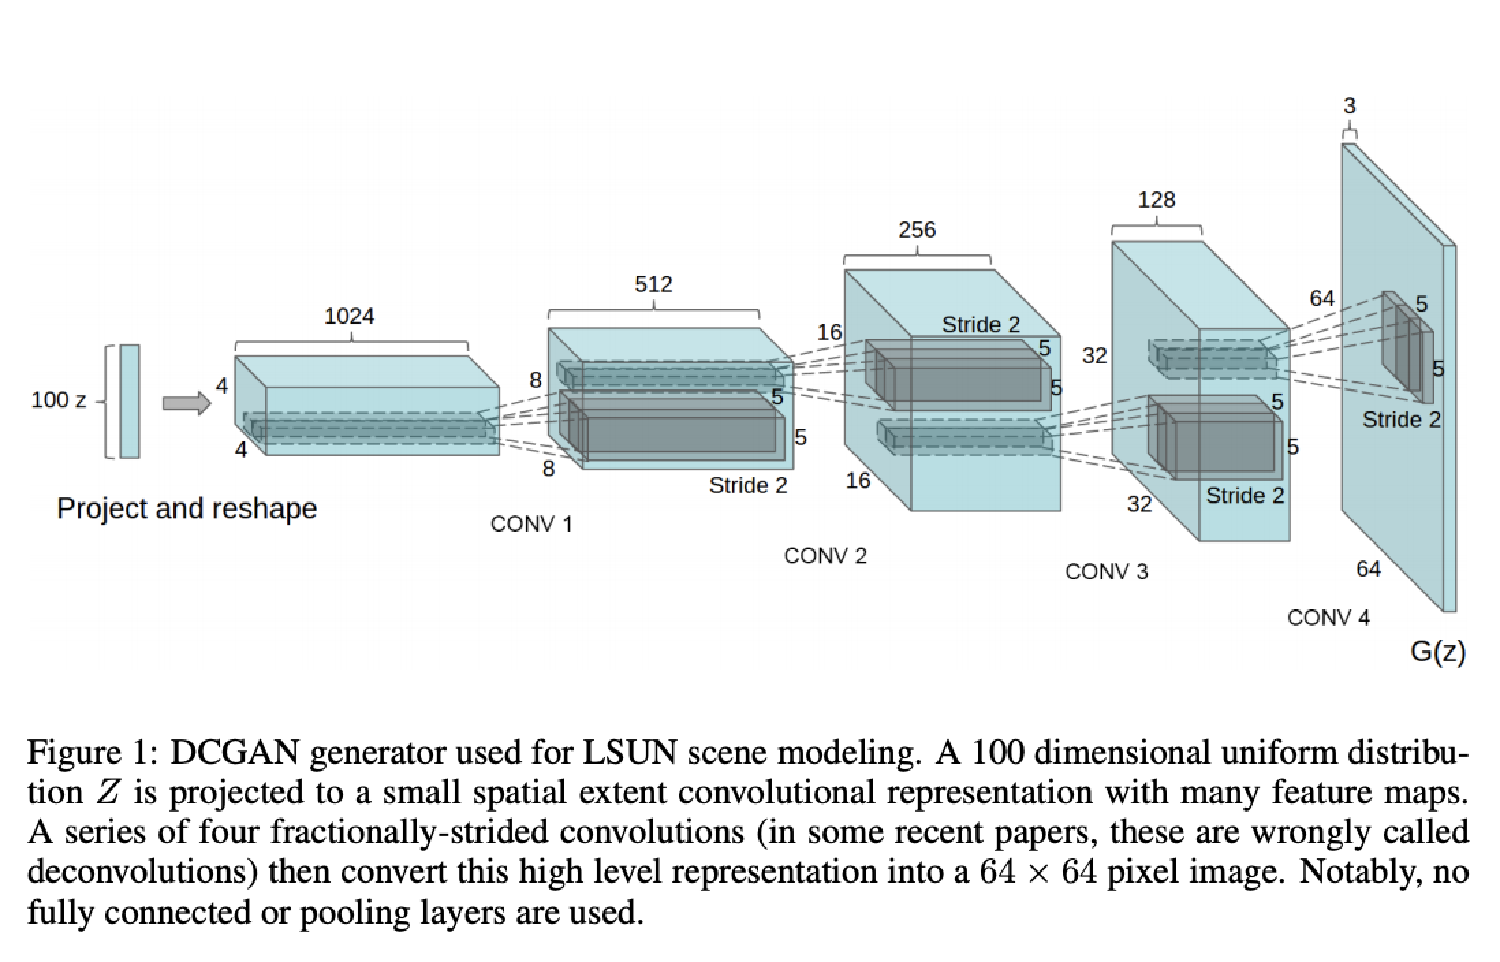 3
128
256
512
1024
64
5
16
Stride 2
5
32
5
5
Stride 2
4
8
100 z
5
5
5
5
4
8
Stride 2
16
32
Stride 2
Project and reshape
CONV 1
CONV 2
CONV 3
64
CONV 4
G(z)
Figure 1: DCGAN generator used for LSUN scene modeling. A 100 dimensional uniform distribu-
tion Z is projected to a small spatial extent convolutional representation with many feature maps.
A series of four fractionally-strided convolutions (in some recent papers, these are wrongly called
deconvolutions) then convert this high level representation into a 64 × 64 pixel image. Notably, no
fully connected or pooling layers are used.